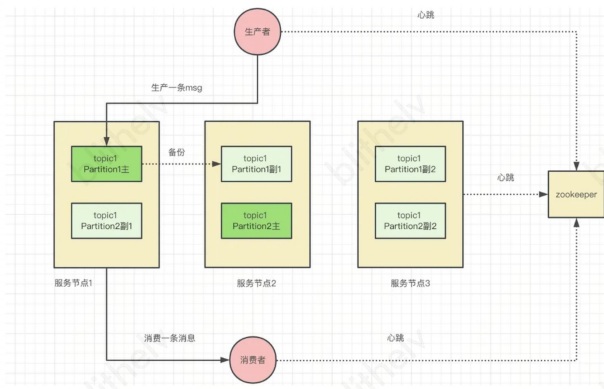 心跳
生产者
生产一条msg
备份
topic1
Partition1主
topic1
Partition1副1
topic1
Partition1副2
心跳
zookeeper
topic1
Partition2副1
topic1
Partition2主
topic1
Partition2副2
服务节点1
服务节点2
服务节点3
消费一条消息
心跳
消费者